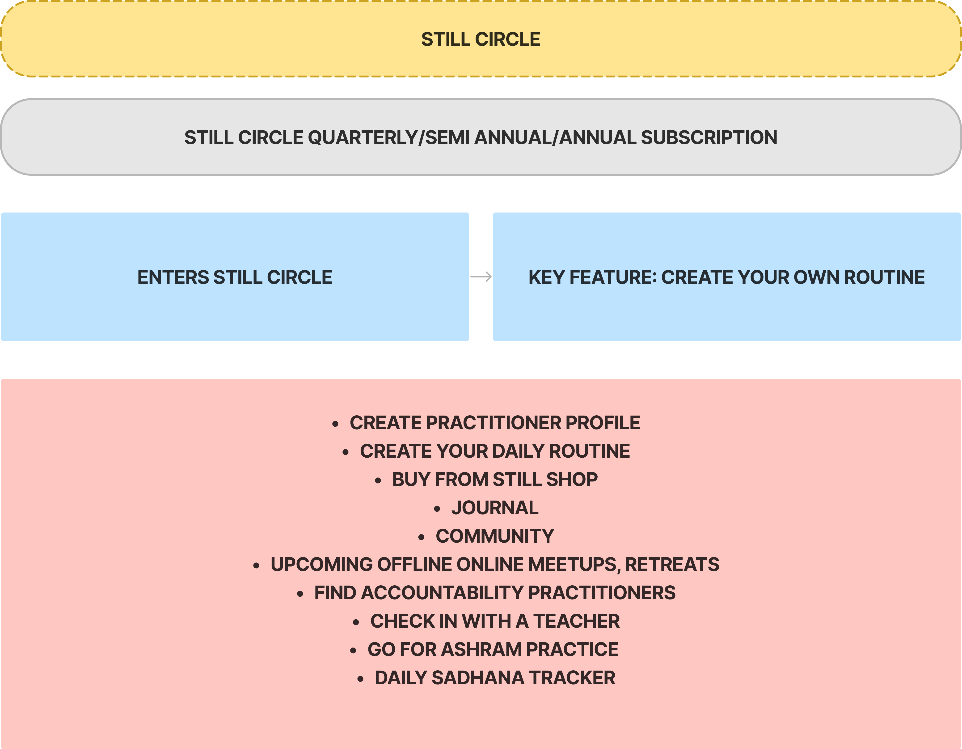 STILL CIRCLE
STILL CIRCLE QUARTERLY/SEMI ANNUAL/ANNUAL SUBSCRIPTION
ENTERS STILL CIRCLE
KEY FEATURE: CREATE YOUR OWN ROUTINE
• CREATE PRACTITIONER PROFILE
• CREATE YOUR DAILY ROUTINE
• BUY FROM STILL SHOP
• JOURNAL
• COMMUNITY
• UPCOMING OFFLINE ONLINE MEETUPS, RETREATS
• FIND ACCOUNTABILITY PRACTITIONERS
• CHECK IN WITH A TEACHER
• GO FOR ASHRAM PRACTICE
• DAILY SADHANA TRACKER